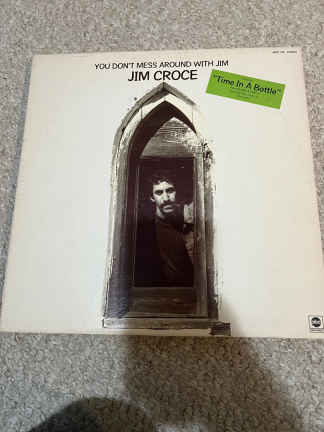 YOU DON'T MESS AROUND WITH JIM
JIM CROCE
"Time In A Bottle"